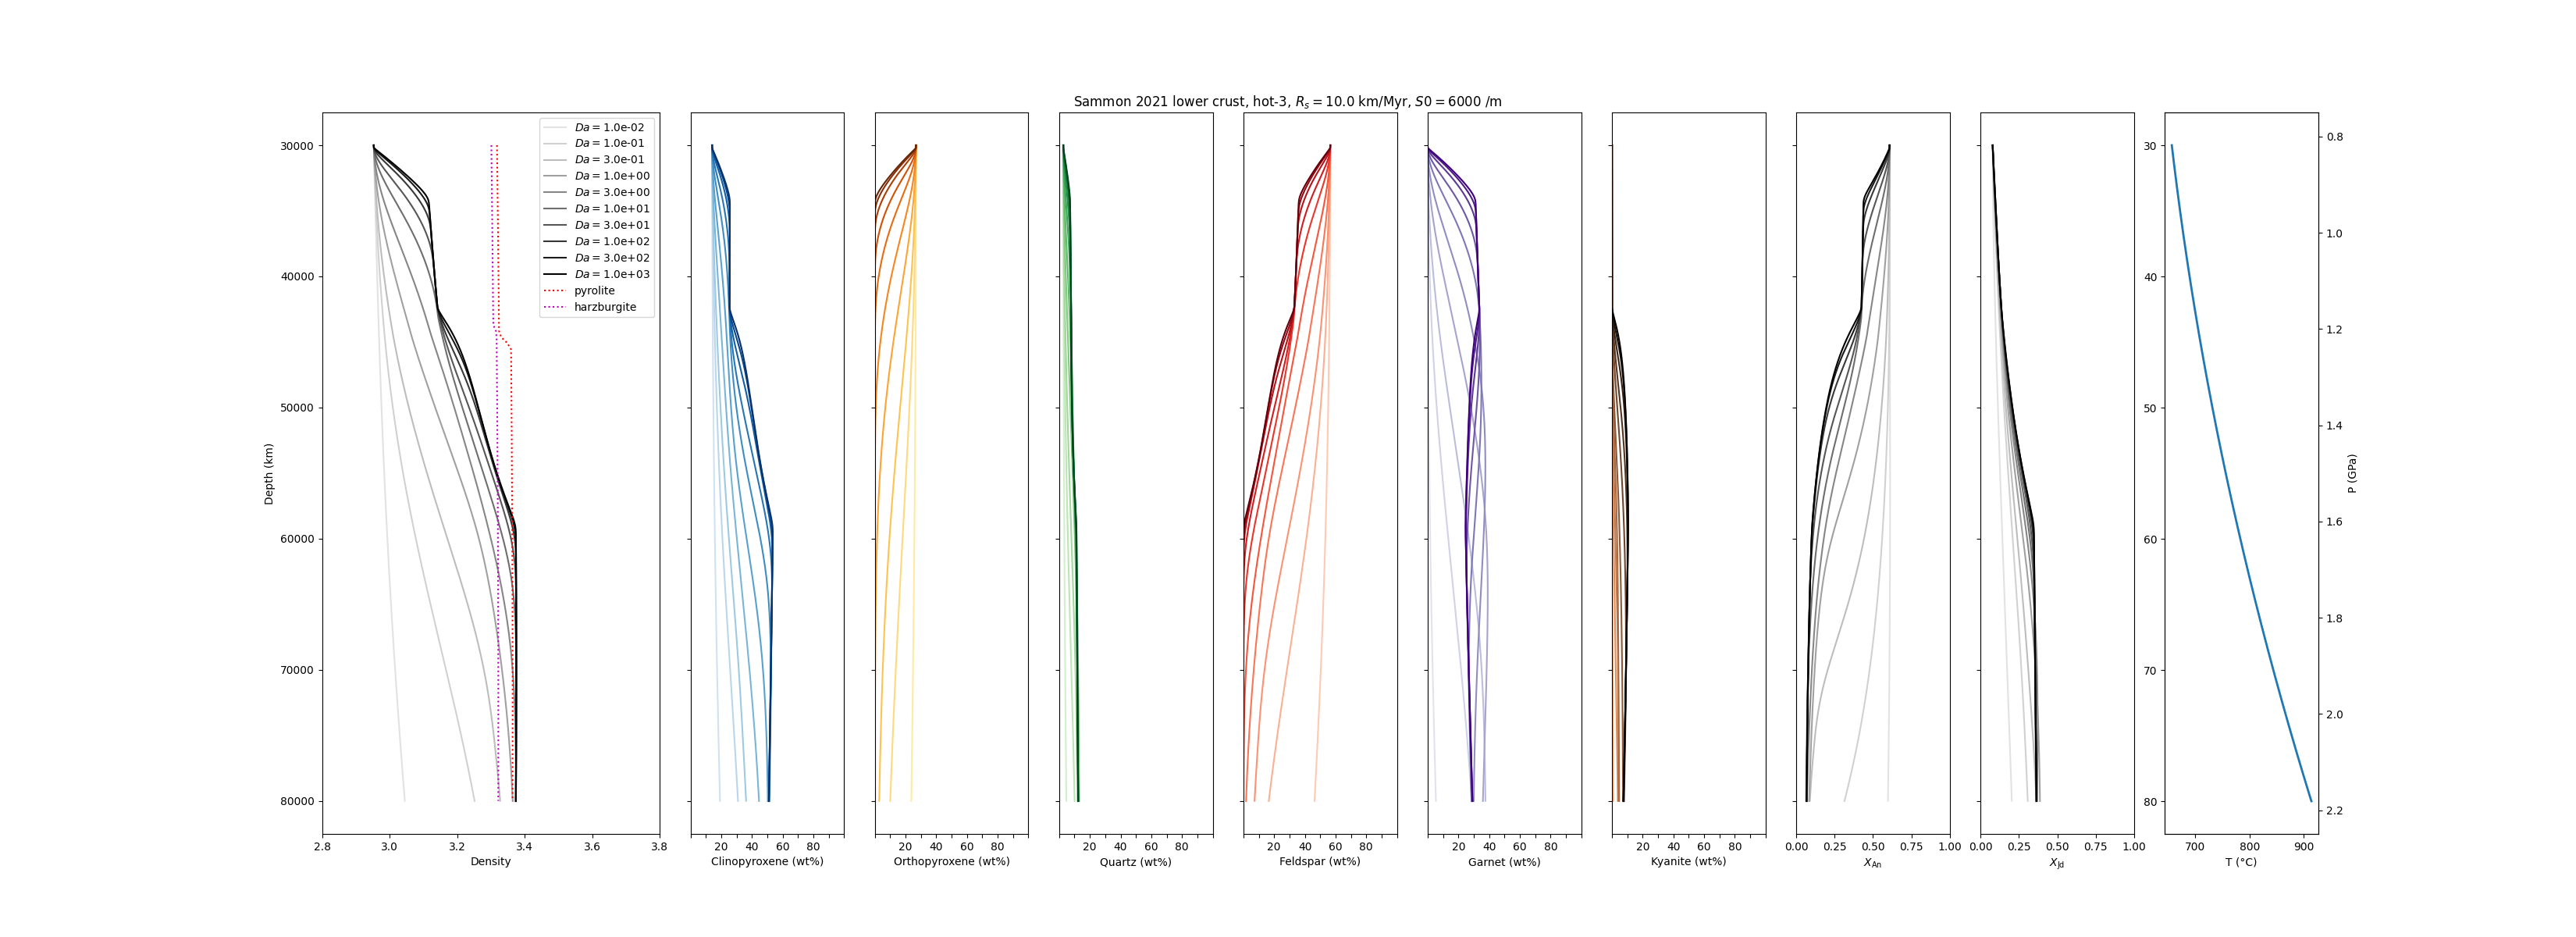 Sammon 2021 lower crust, hot-3, Rs = 10.0 km/Myr, S0 = 6000 /m
Da = 1.0e-02
Da = 1.0e-01
Da = 3.0e-01
Da = 1.0e+00
Da = 3.0e+00
Da = 1.0e+01
Da = 3.0e+01
Da = 1.0e+02
Da = 3.0e+02
Da = 1.0e+03
pyrolite
harzburgite
30000
40000
50000
60000
70000
80000
Depth (km)
2.8 3.0 3.2 3.4 3.6 3.8
Density
20 40 60 80
Clinopyroxene (wt%)
20 40 60 80
Orthopyroxene (wt%)
20 40 60 80
Quartz (wt%)
20 40 60 80
Feldspar (wt%)
20 40 60 80
Garnet (wt%)
20 40 60 80
Kyanite (wt%)
0.00 0.25 0.50 0.75 1.00
XAn
0.00 0.25 0.50 0.75 1.00
XJd
30
40
50
60
70
80
700 800 900
T (°C)
0.8
1.0
1.2
1.4
1.6
1.8
2.0
2.2
P (GPa)